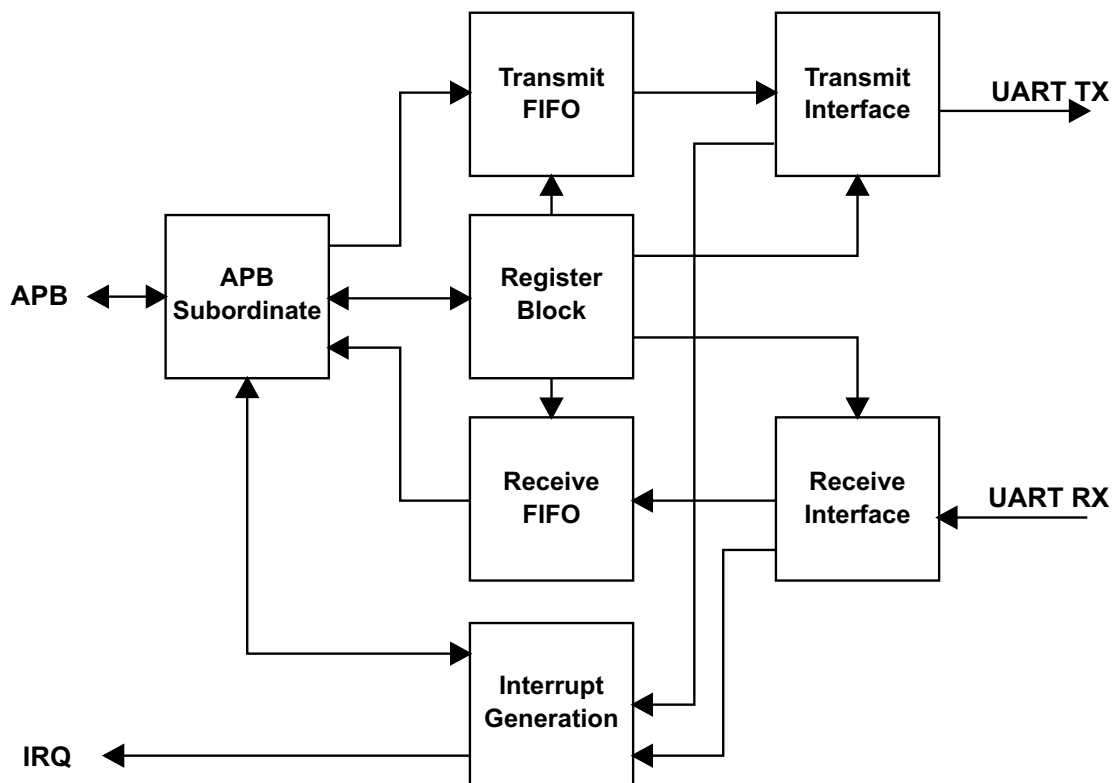 Transmit
FIFO
Transmit
Interface
UART TX
APB
APB
Subordinate
Register
Block
Receive
FIFO
Receive
Interface
UART RX
Interrupt
Generation
IRQ